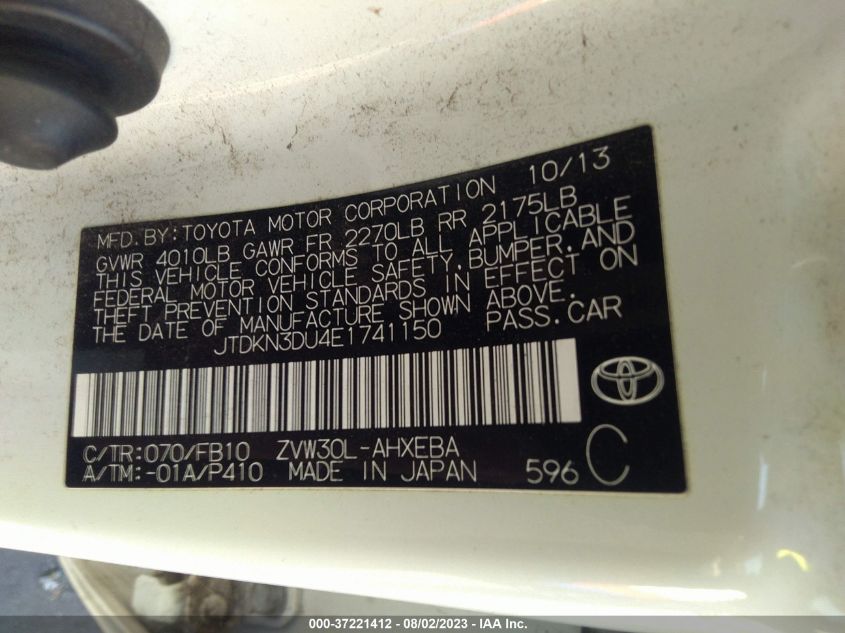 10/13
MFD. BY: TOYOTA MOTOR CORPORATION
GVWR 4010LB GAWR FR 2270LB RR 2175LB
THIS VEHICLE CONFORMS TO ALL APPLICABLE
FEDERAL MOTOR VEHICLE SAFETY, BUMPER, AND
THEFT PREVENTION STANDARDS IN EFFECT ON
THE DATE OF MANUFACTURE SHOWN ABOVE.
JTDKN3DU4E1741150 PASS. CAR
C/TR: 070/FB10 ZVW30L-AHXEBA
A/TM: -01A/P410 MADE IN JAPAN 596 C
000-37221412 - 08/02/2023 - IAA Inc.